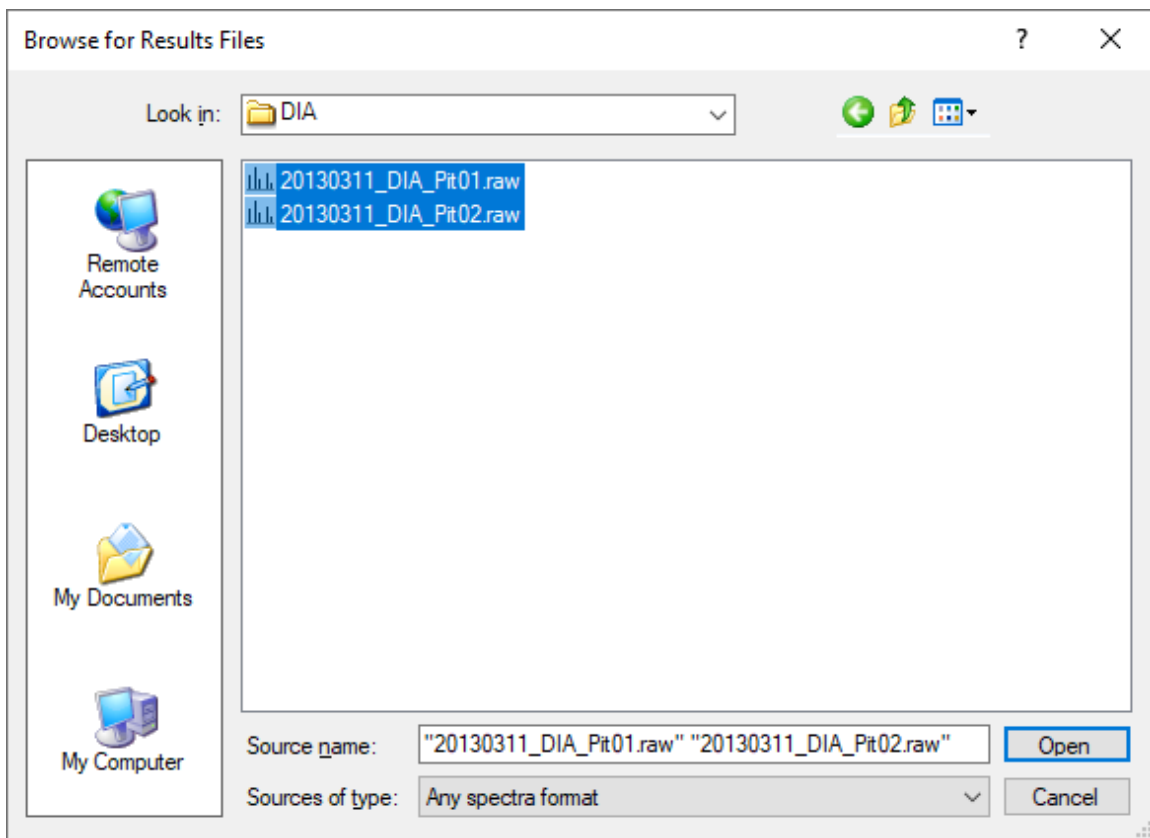 Browse for Results Files
?
Look in:
DIA
20130311_DIA_Pit01.raw
20130311_DIA_Pit02.raw
Remote
Accounts
Desktop
My Documents
My Computer
Source name:
"20130311_DIA_Pit01.raw" "20130311_DIA_Pit02.raw"
Open
Sources of type:
Any spectra format
Cancel